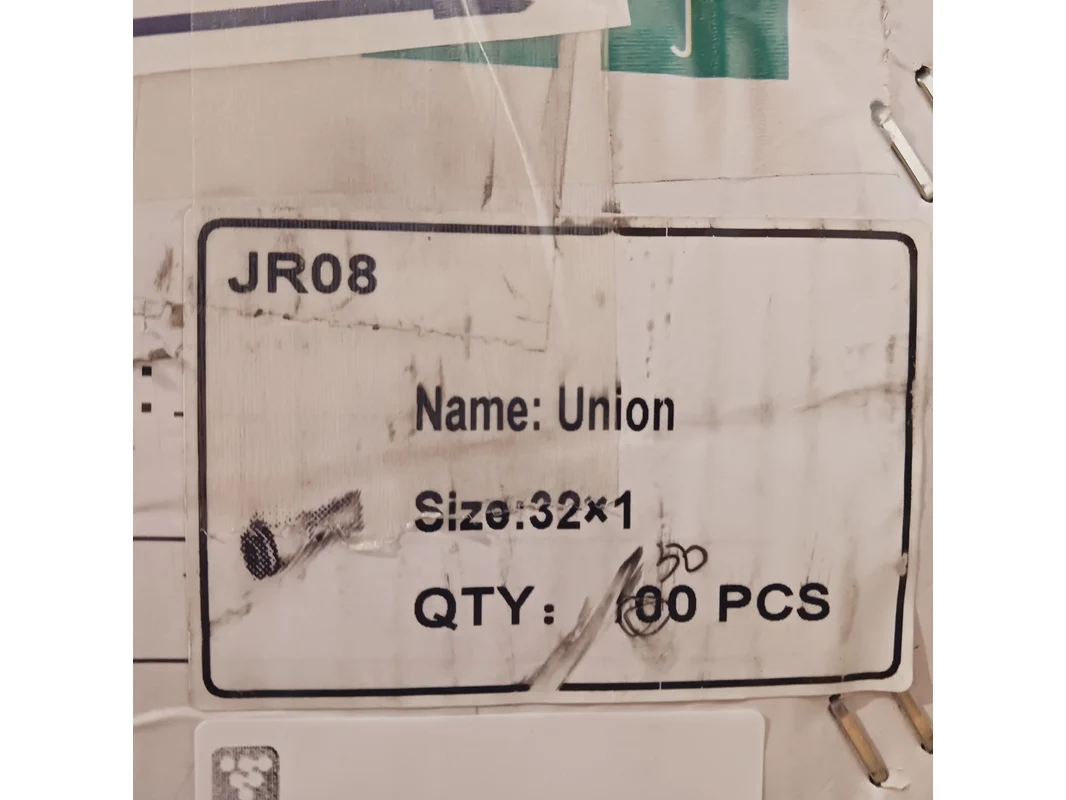 J
JR08
Name: Union
Size:32×1
50
QTY: 100 PCS